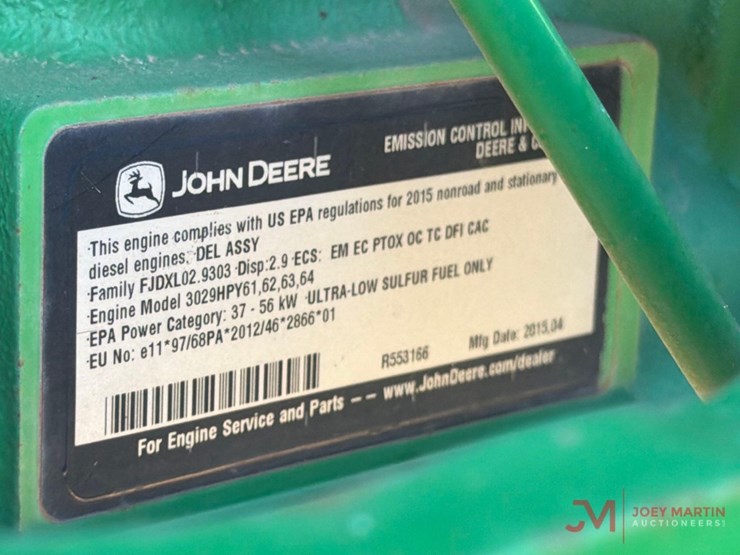 JOHN DEERE
EMISSION CONTROL
DEERE &
·This engine complies with US EPA regulations for 2015 nonroad and stationary
diesel engines: DEL ASSY
·Family FJDXL02.9303 ·Disp:2.9 ·ECS: EM EC PTOX OC TC DFI CAC
·Engine Model 3029HPY61,62,63,64
·EPA Power Category: 37 - 56 kW ·ULTRA-LOW SULFUR FUEL ONLY
·EU No: e11*97/68PA*2012/46*2866*01
R553166 Mfg Date: 2015,04
For Engine Service and Parts -- www.JohnDeere.com/dealer
JM JOEY MARTIN
AUCTIONEERS